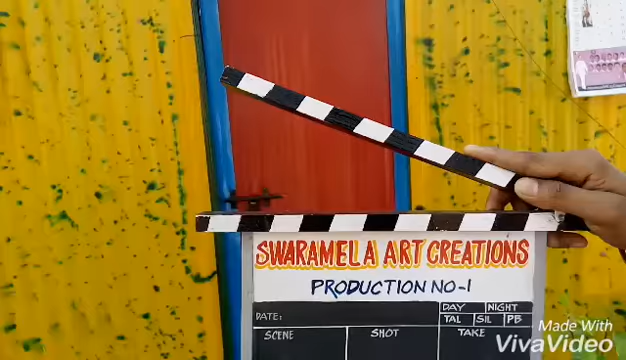 SWARAMELA ART CREATIONS
PRODUCTION NO-1
DATE:
DAY NIGHT
TAL SIL PB
SCENE SHOT TAKE
Made With
VivaVideo